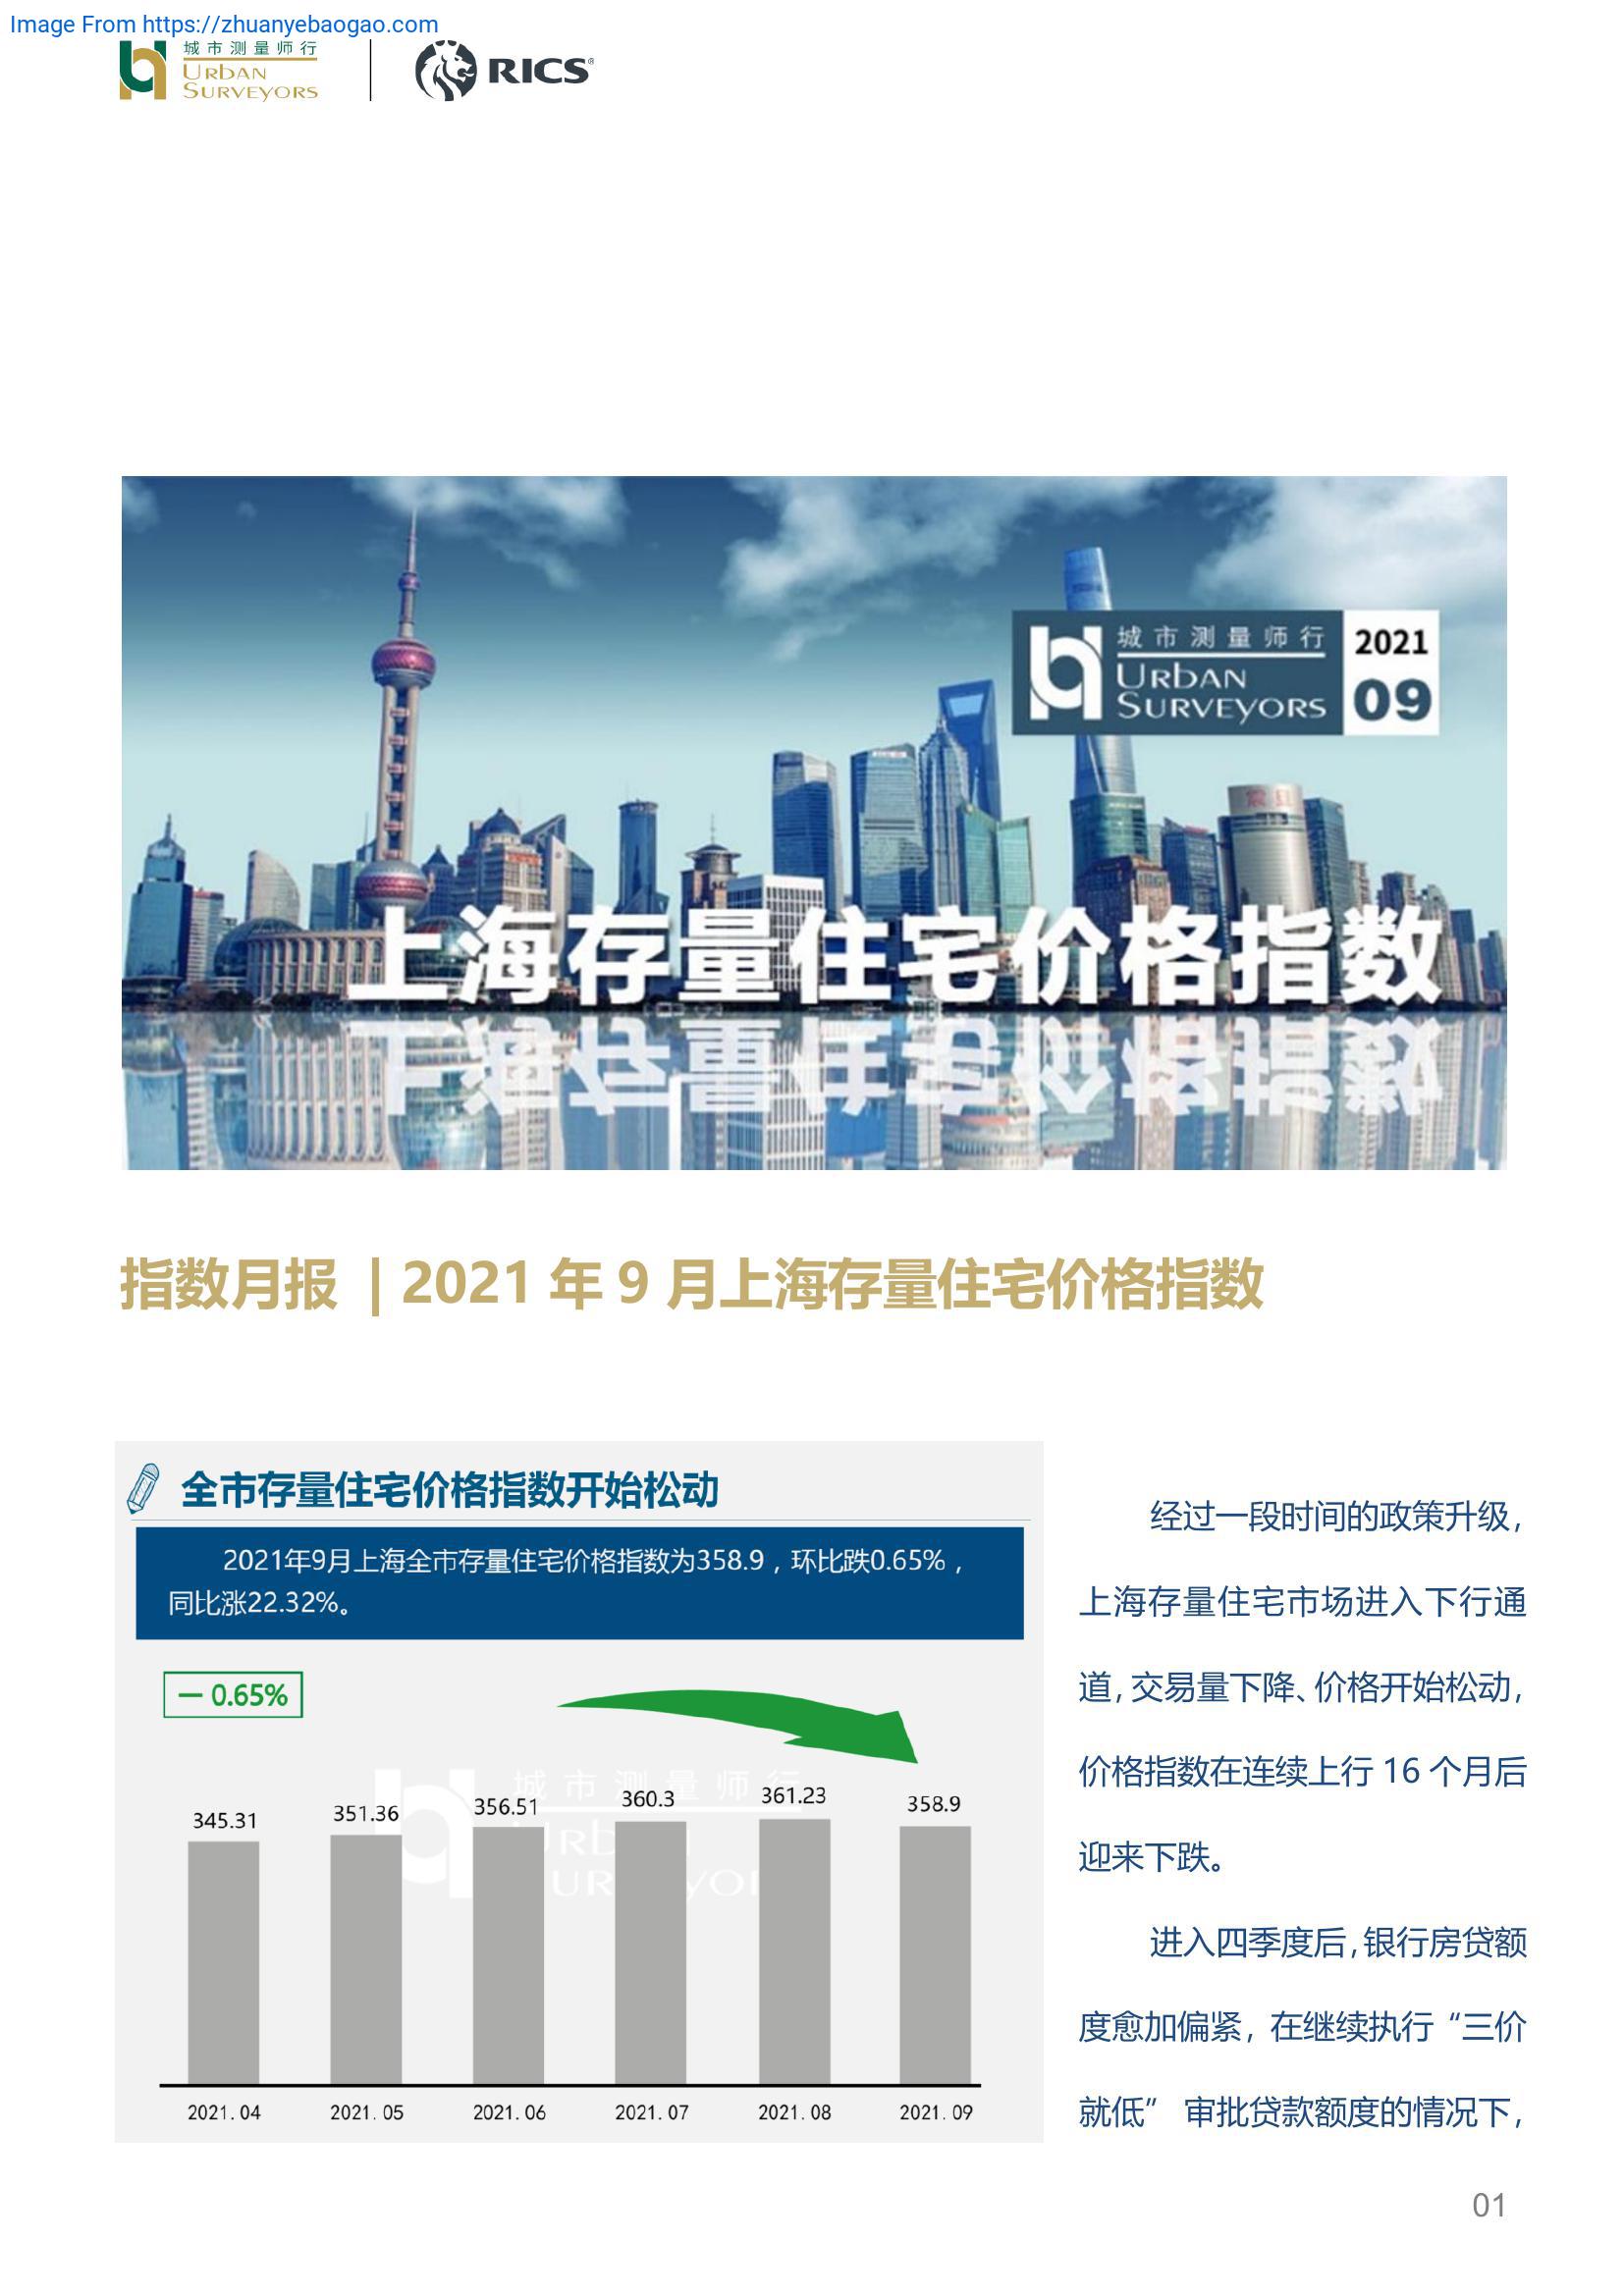 Image From https://zhuanyebaogao.com
城市测量师行
URbAN
SURVEYORS
RICS®
城市测量师行
URbAN
SURVEYORS
2021
09
震旦
上海存量住宅价格指数
指数月报 | 2021 年 9 月上海存量住宅价格指数
全市存量住宅价格指数开始松动
2021年9月上海全市存量住宅价格指数为358.9，环比跌0.65%，
同比涨22.32%。
— 0.65%
城市测量师行
345.31
351.36
356.51
360.3
361.23
358.9
2021.04
2021.05
2021.06
2021.07
2021.08
2021.09
经过一段时间的政策升级，
上海存量住宅市场进入下行通
道，交易量下降、价格开始松动，
价格指数在连续上行 16 个月后
迎来下跌。
进入四季度后，银行房贷额
度愈加偏紧，在继续执行“三价
就低” 审批贷款额度的情况下，
01